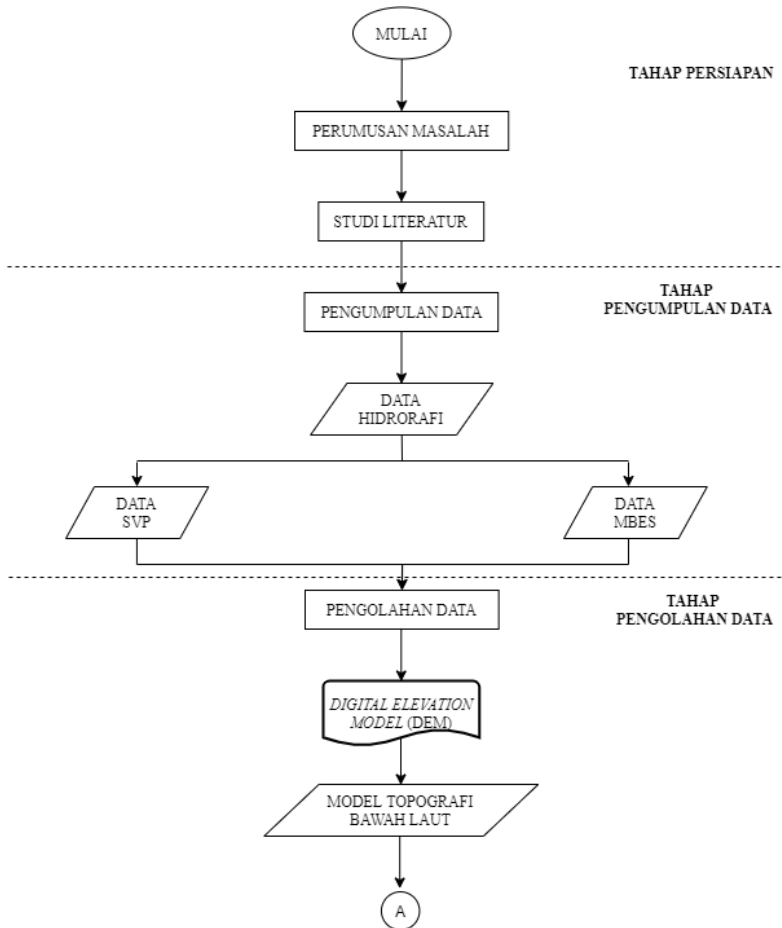 MULAI
TAHAP PERSIAPAN
PERUMUSAN MASALAH
STUDI LITERATUR
TAHAP
PENGUMPULAN DATA
PENGUMPULAN DATA
DATA
HIDRORAFI
DATA
SVP
DATA
MBES
TAHAP
PENGOLAHAN DATA
PENGOLAHAN DATA
DIGITAL ELEVATION
MODEL (DEM)
MODEL TOPOGRAFI
BAWAH LAUT
A